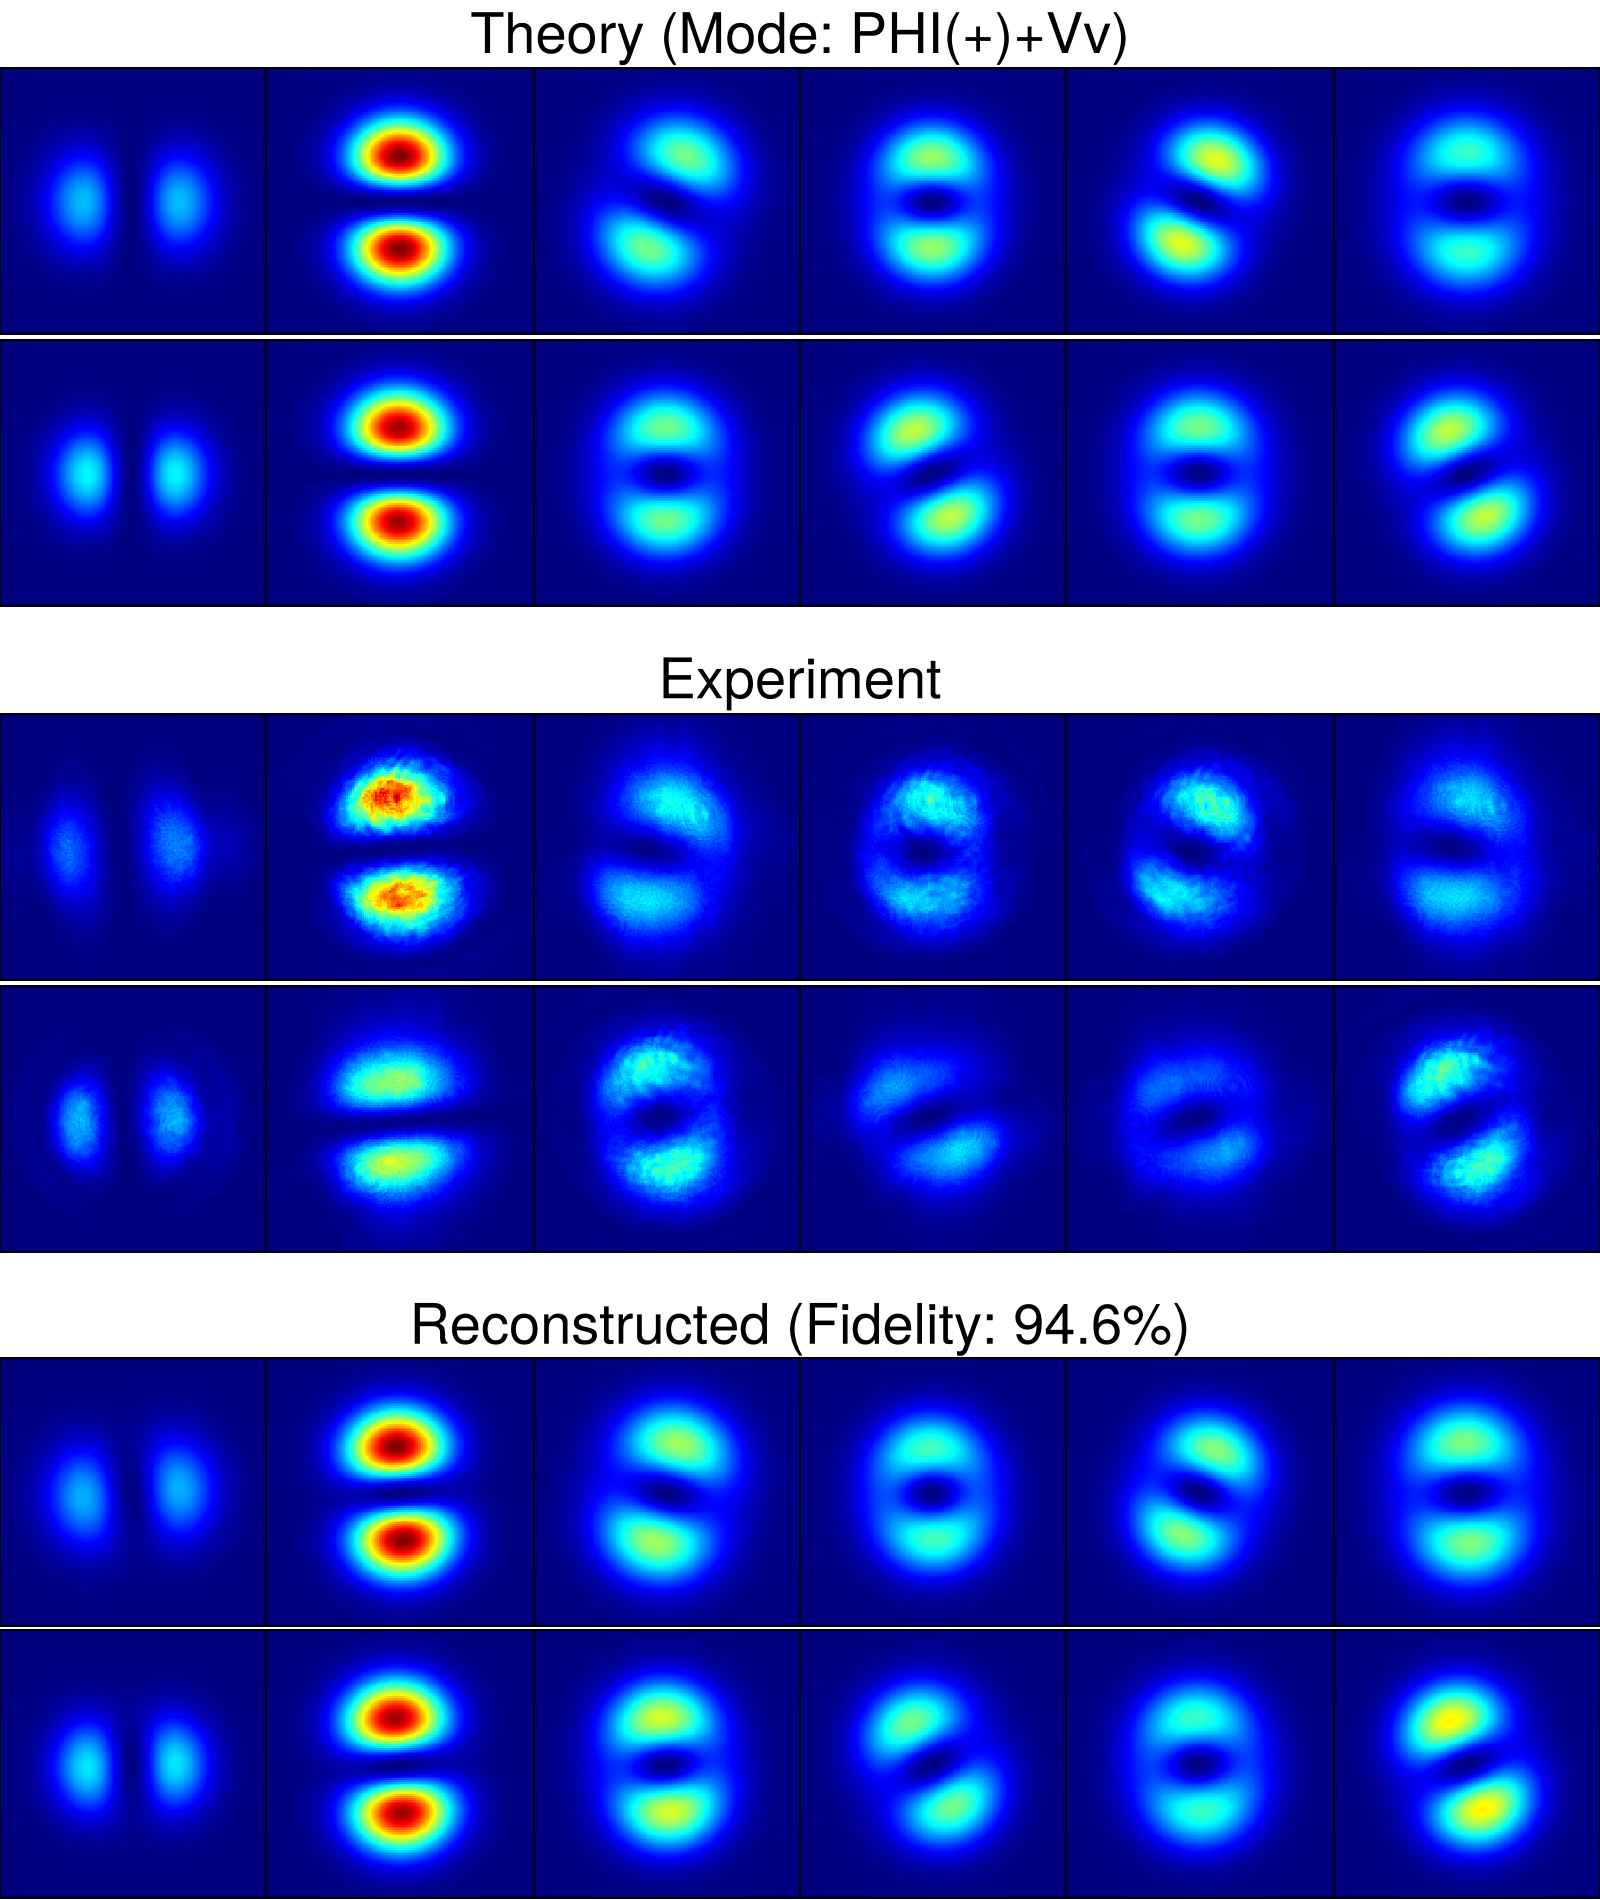 Theory (Mode: PHI(+)+Vv)
Experiment
Reconstructed (Fidelity: 94.6%)